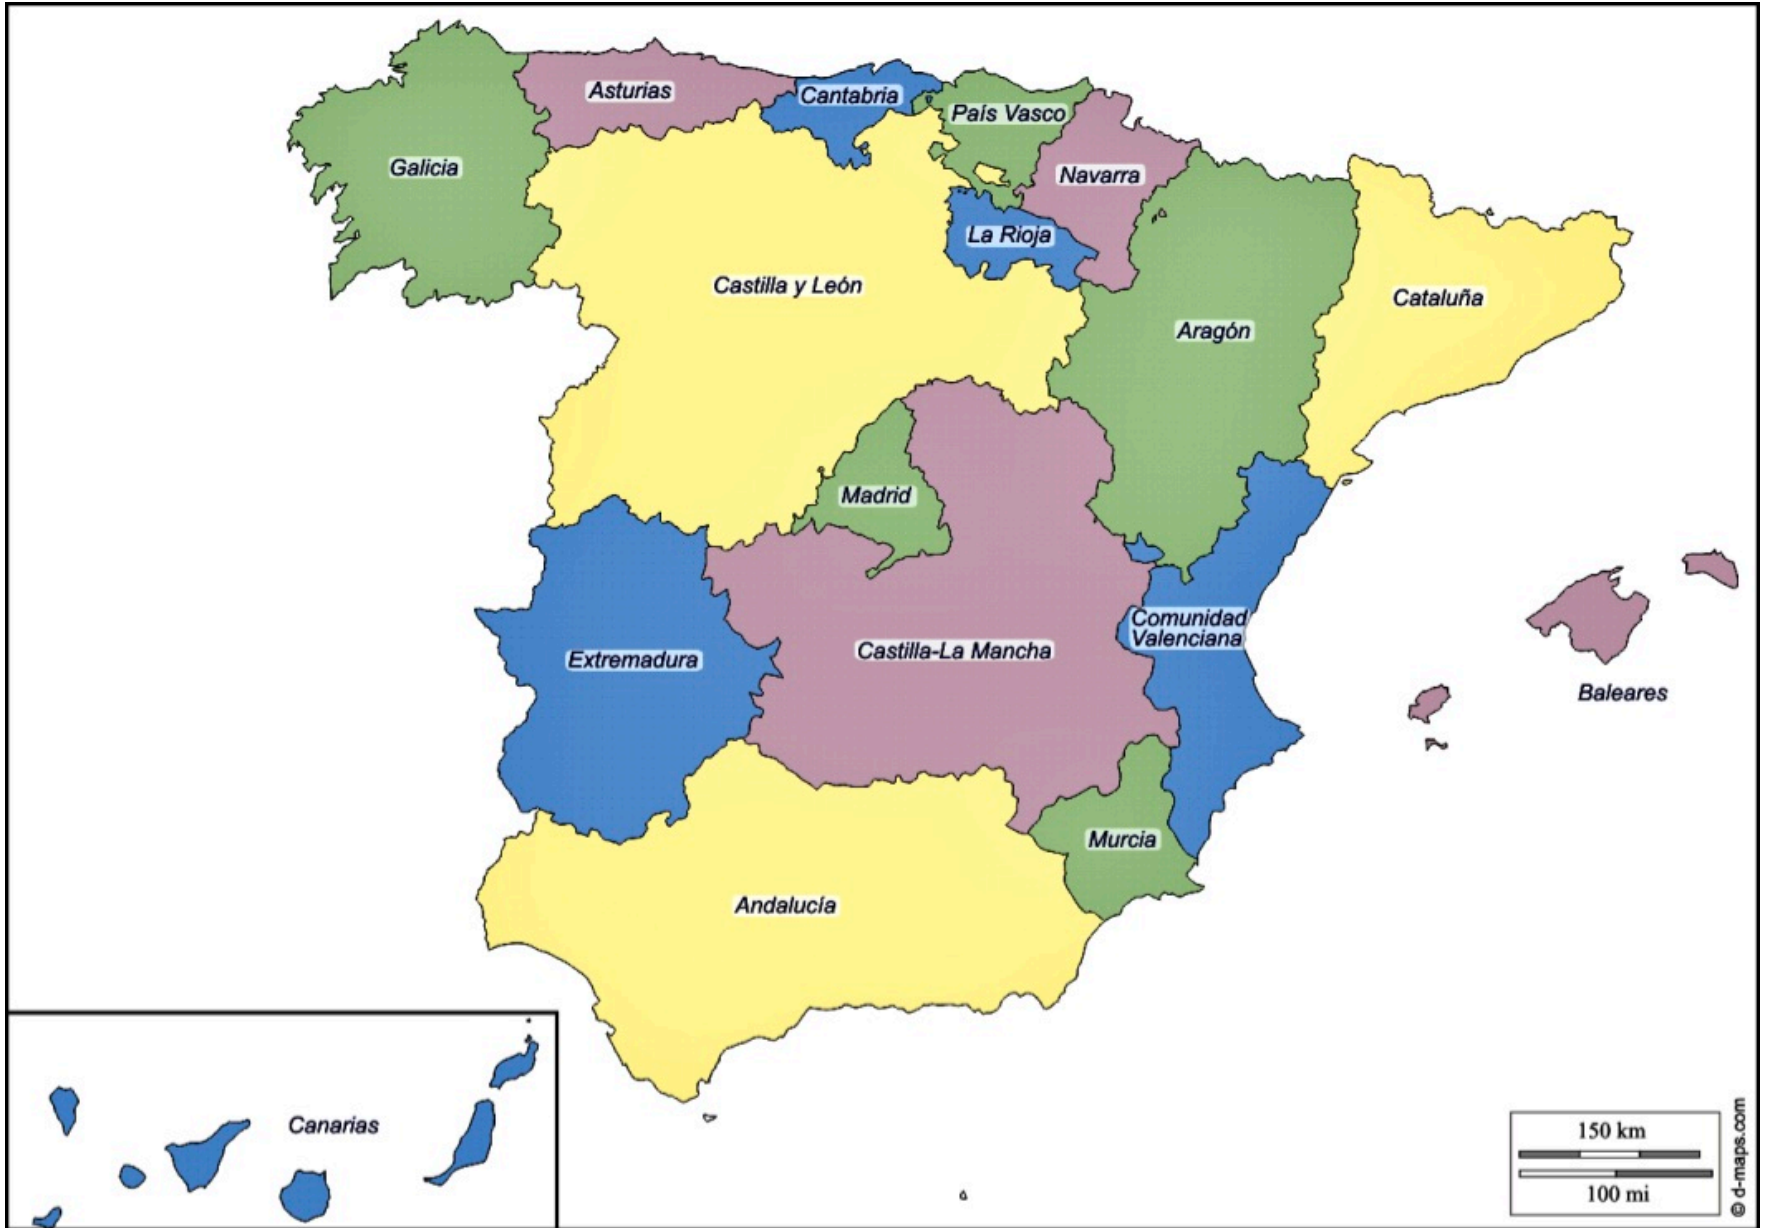 Asturias
Cantabria
País Vasco
Galicia
Navarra
La Rioja
Castilla y León
Cataluña
Aragón
Madrid
Comunidad
Valenciana
Castilla-La Mancha
Extremadura
Baleares
Murcia
Andalucía
Canarias
150 km
100 mi
© d-maps.com